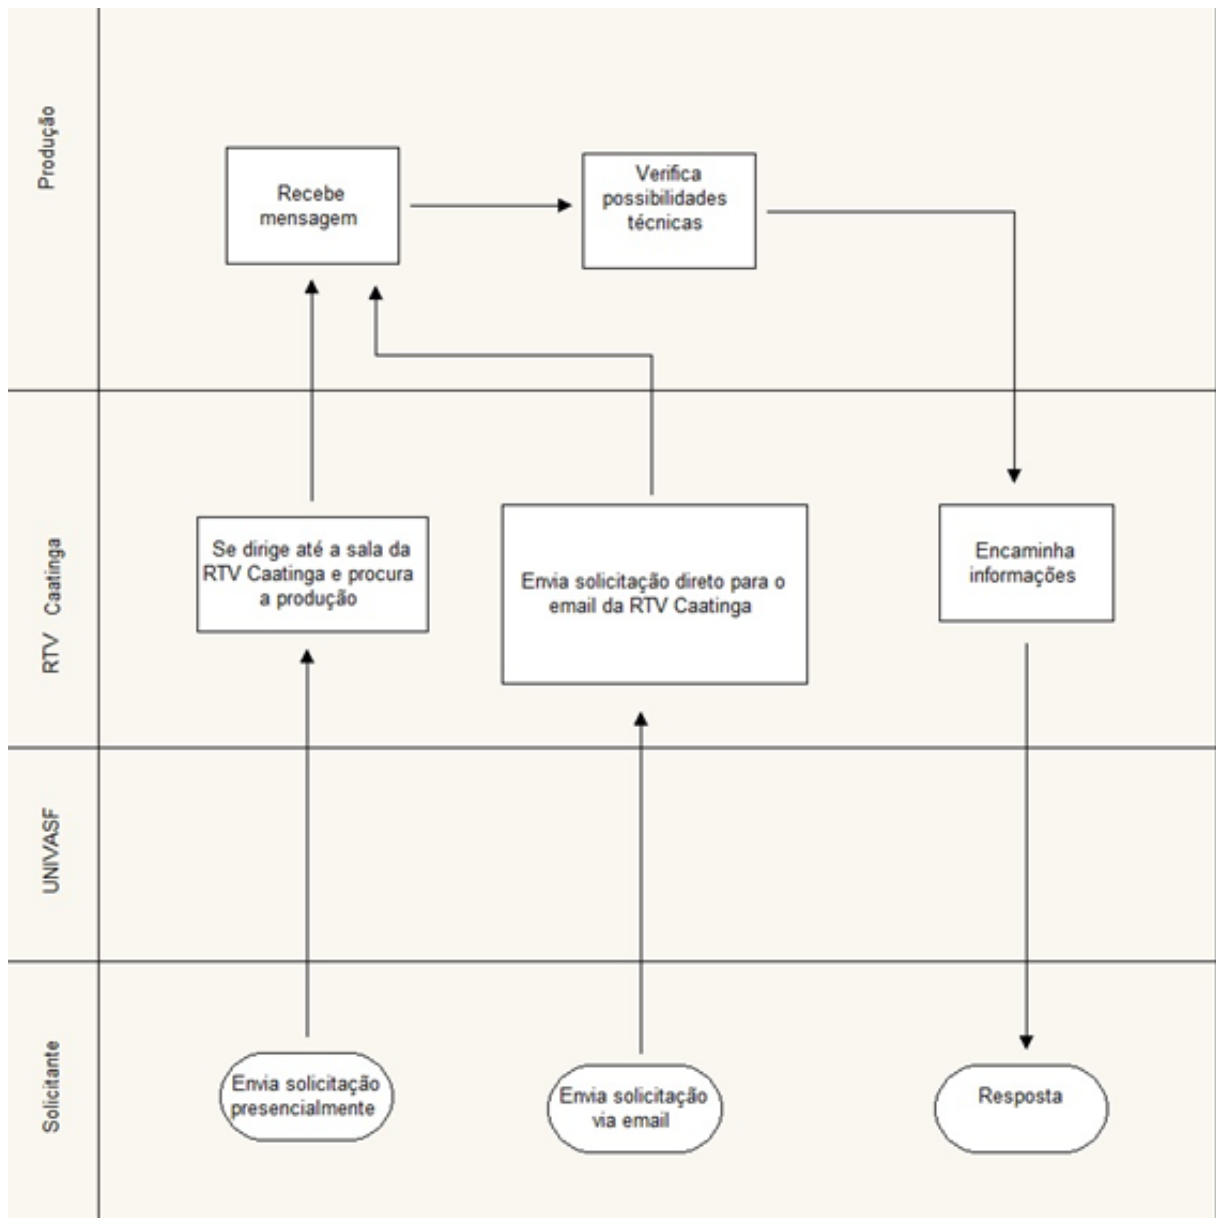 Produção
Recebe
mensagem
Verifica
possibilidades
técnicas
RTV Caatinga
Se dirige até a sala da
RTV Caatinga e procura
a produção
Envia solicitação direto para o
email da RTV Caatinga
Encaminha
informações
UNIVASF
Solicitante
Envia solicitação
presencialmente
Envia solicitação
via email
Resposta